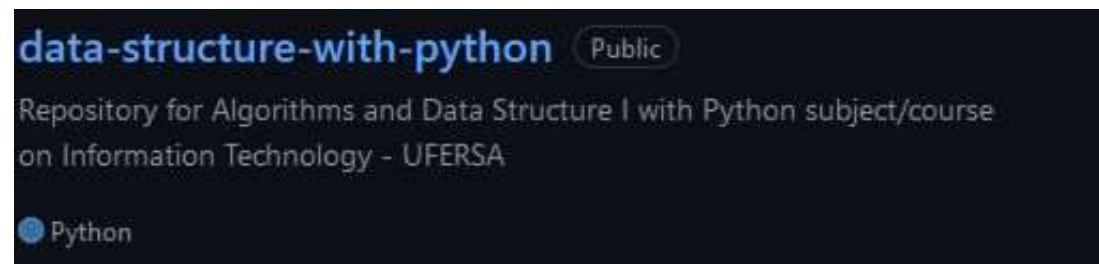 data-structure-with-python Public
Repository for Algorithms and Data Structure I with Python subject/course
on Information Technology - UFERSA
Python